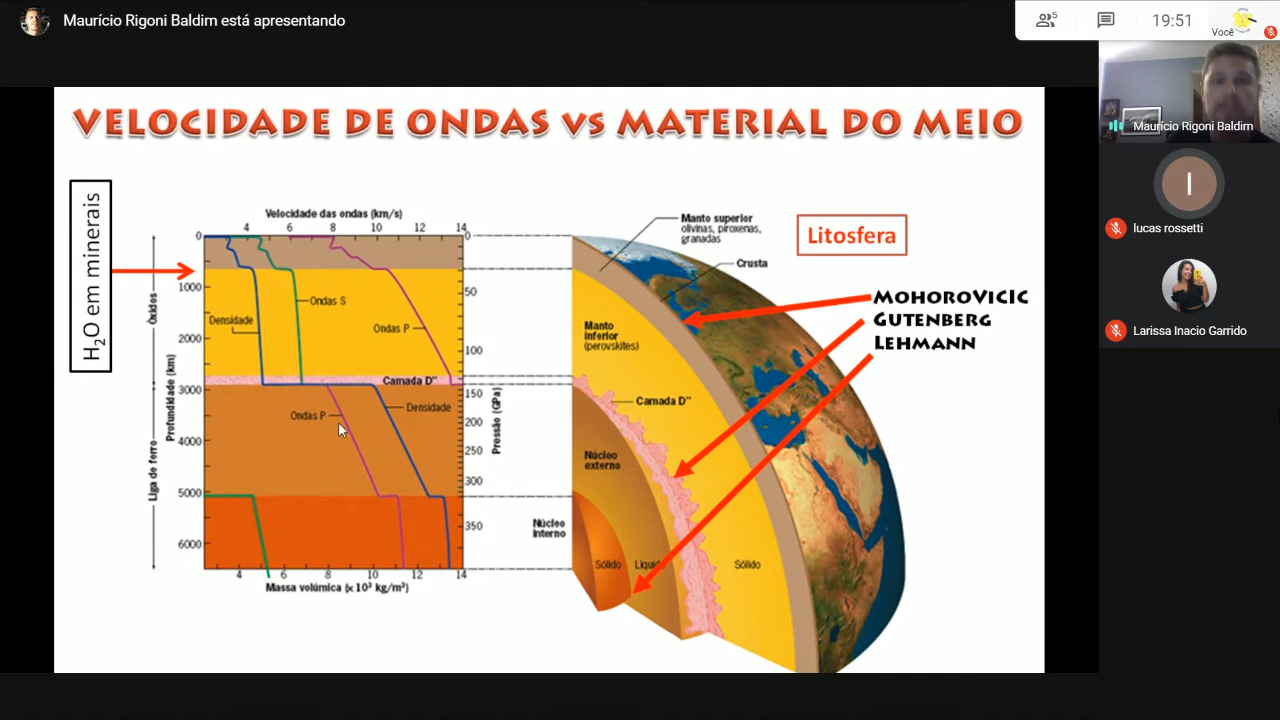 Maurício Rigoni Baldim está apresentando
5
19:51
Você
Maurício Rigoni Baldim
I
lucas rossetti
Larissa Inacio Garrido
VELOCIDADE DE ONDAS VS MATERIAL DO MEIO
H₂O em minerais
Velocidade das ondas (km/s)
4 6 8 10 12 14
0
1000
2000
3000
4000
5000
6000
Óxidos
Liga de ferro
Profundidade (km)
Densidade
Ondas S
Ondas P
Camada D"
Ondas P
Densidade
0
50
100
150
200
250
300
350
Pressão (GPa)
4 6 8 10 12 14
Massa volúmica (x 10³ kg/m³)
Manto superior
olivinas, piroxenas,
granadas
Crusta
Litosfera
MOHOROVICIC
GUTENBERG
LEHMANN
Manto
inferior
(perovskites)
Camada D"
Núcleo
externo
Núcleo
interno
Sólido
Líquido
Sólido